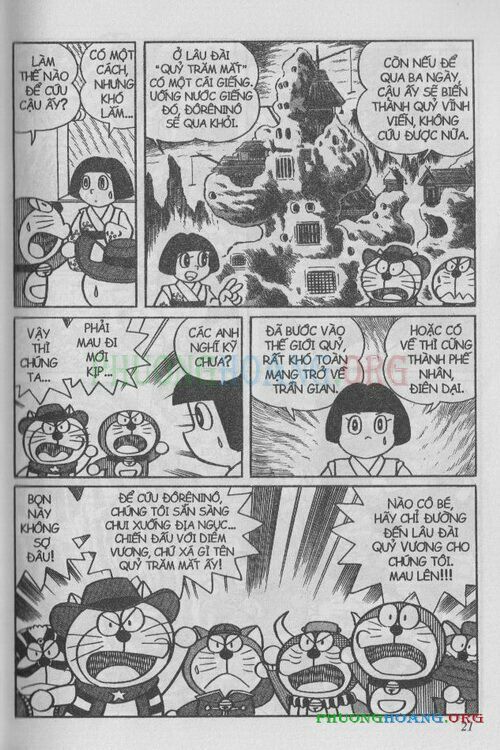 LÀM
THẾ NÀO
ĐỂ CỨU
CẬU ẤY?
CÓ MỘT
CÁCH,
NHƯNG
KHÓ
LẮM...
Ở LÂU ĐÀI
"QUỶ TRĂM MẮT"
CÓ MỘT CÁI GIẾNG.
UỐNG NƯỚC GIẾNG
ĐÓ, ĐÔRÊNINÔ
SẼ QUA KHỎI.
CÒN NẾU ĐỂ
QUA BA NGÀY,
CẬU ẤY SẼ BIẾN
THÀNH QUỶ VĨNH
VIỄN, KHÔNG
CỨU ĐƯỢC NỮA.
VẬY
THÌ
CHÚNG
TA...
PHẢI
MAU ĐI
MỚI
KỊP...
CÁC ANH
NGHĨ KỸ
CHƯA?
ĐÃ BƯỚC VÀO
THẾ GIỚI QUỶ,
RẤT KHÓ TOÀN
MẠNG TRỞ VỀ
TRẦN GIAN.
HOẶC CÓ
VỀ THÌ CŨNG
THÀNH PHẾ
NHÂN,
ĐIÊN DẠI.
PHUONGHOANG.ORG
BỌN
NÀY
KHÔNG
SỢ
ĐÂU!
ĐỂ CỨU ĐÔRÊNINÔ,
CHÚNG TÔI SẴN SÀNG
CHUI XUỐNG ĐỊA NGỤC...
CHIẾN ĐẤU VỚI DIÊM
VƯƠNG, CHỨ XÁ GÌ TÊN
QUỶ TRĂM MẮT ẤY!
NÀO CÔ BÉ,
HÃY CHỈ ĐƯỜNG
ĐẾN LÂU ĐÀI
QUỶ VƯƠNG CHO
CHÚNG TÔI.
MAU LÊN!!!
21
PHUONGHOANG.ORG